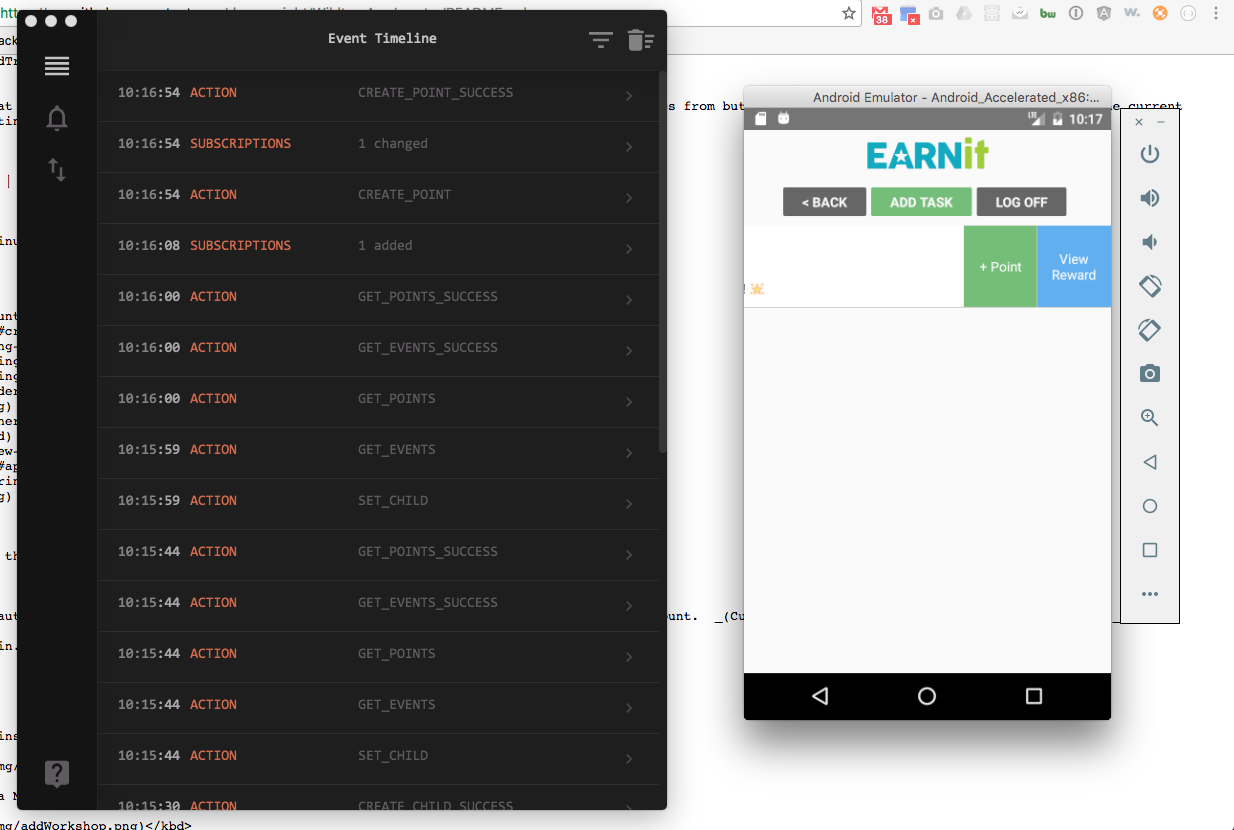 38
Event Timeline
10:16:54 ACTION CREATE_POINT_SUCCESS
10:16:54 SUBSCRIPTIONS 1 changed
10:16:54 ACTION CREATE_POINT
10:16:08 SUBSCRIPTIONS 1 added
10:16:00 ACTION GET_POINTS_SUCCESS
10:16:00 ACTION GET_EVENTS_SUCCESS
10:16:00 ACTION GET_POINTS
10:15:59 ACTION GET_EVENTS
10:15:59 ACTION SET_CHILD
10:15:44 ACTION GET_POINTS_SUCCESS
10:15:44 ACTION GET_EVENTS_SUCCESS
10:15:44 ACTION GET_POINTS
10:15:44 ACTION GET_EVENTS
10:15:44 ACTION SET_CHILD
10:15:30 ACTION CREATE_CHILD_SUCCESS
?
s from but
e current
unt. _(Cu
mg/addWorkshop.png)</kbd>
Android Emulator - Android_Accelerated_x86:...
LTE 10:17
EARNit
< BACK ADD TASK LOG OFF
+ Point
View
Reward